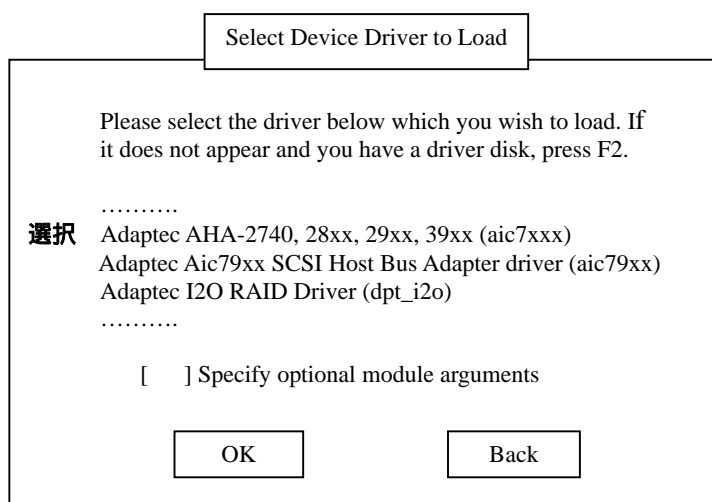 Select Device Driver to Load
Please select the driver below which you wish to load. If
it does not appear and you have a driver disk, press F2.
……….
選択 Adaptec AHA-2740, 28xx, 29xx, 39xx (aic7xxx)
Adaptec Aic79xx SCSI Host Bus Adapter driver (aic79xx)
Adaptec I2O RAID Driver (dpt_i2o)
……….
[ ] Specify optional module arguments
OK Back